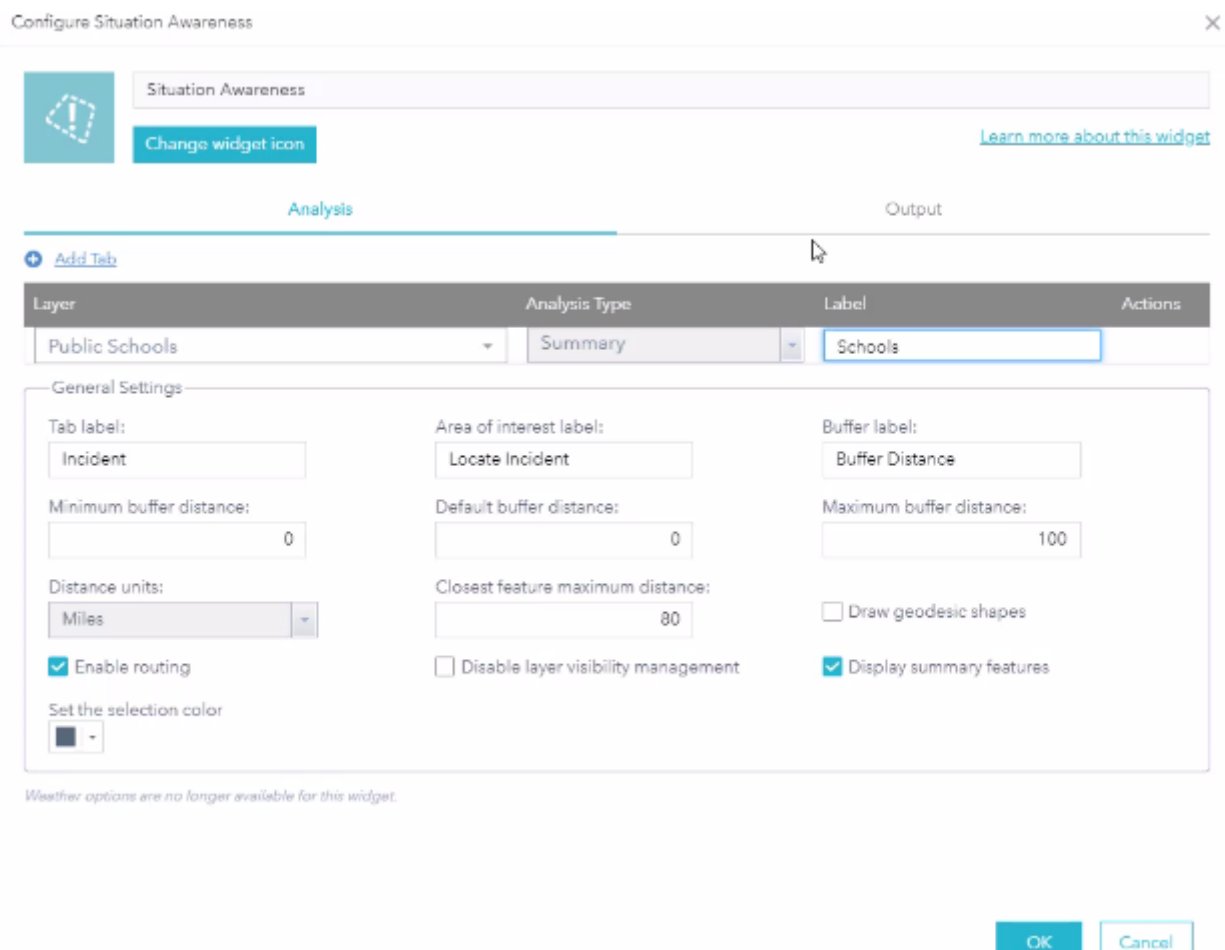 Configure Situation Awareness
Situation Awareness
Change widget icon
Learn more about this widget
Analysis Output
Add Tab
Layer Analysis Type Label Actions
Public Schools Summary Schools
General Settings
Tab label: Area of interest label: Buffer label:
Incident Locate Incident Buffer Distance
Minimum buffer distance: Default buffer distance: Maximum buffer distance:
0 0 100
Distance units: Closest feature maximum distance:
Miles 80 Draw geodesic shapes
Enable routing Disable layer visibility management Display summary features
Set the selection color
Weather options are no longer available for this widget.
OK Cancel